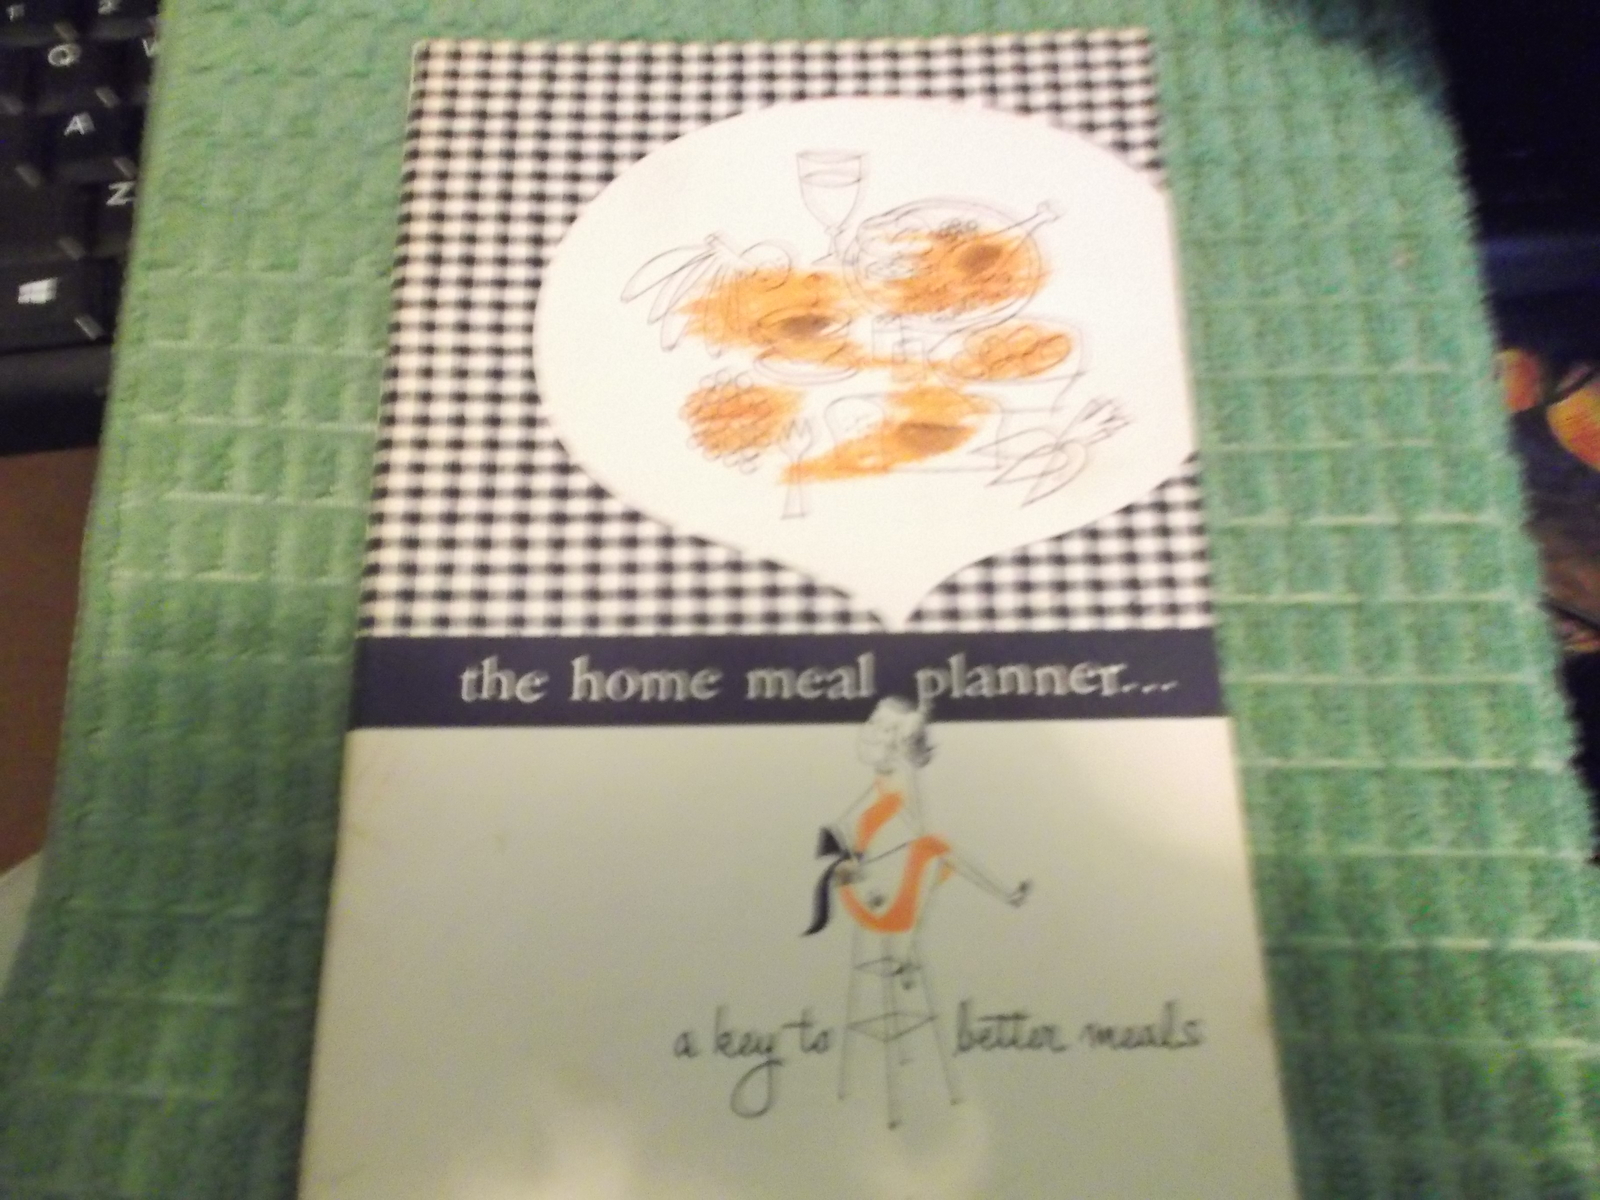 Q
W
A
Z
the home meal planner...
a key to better meals